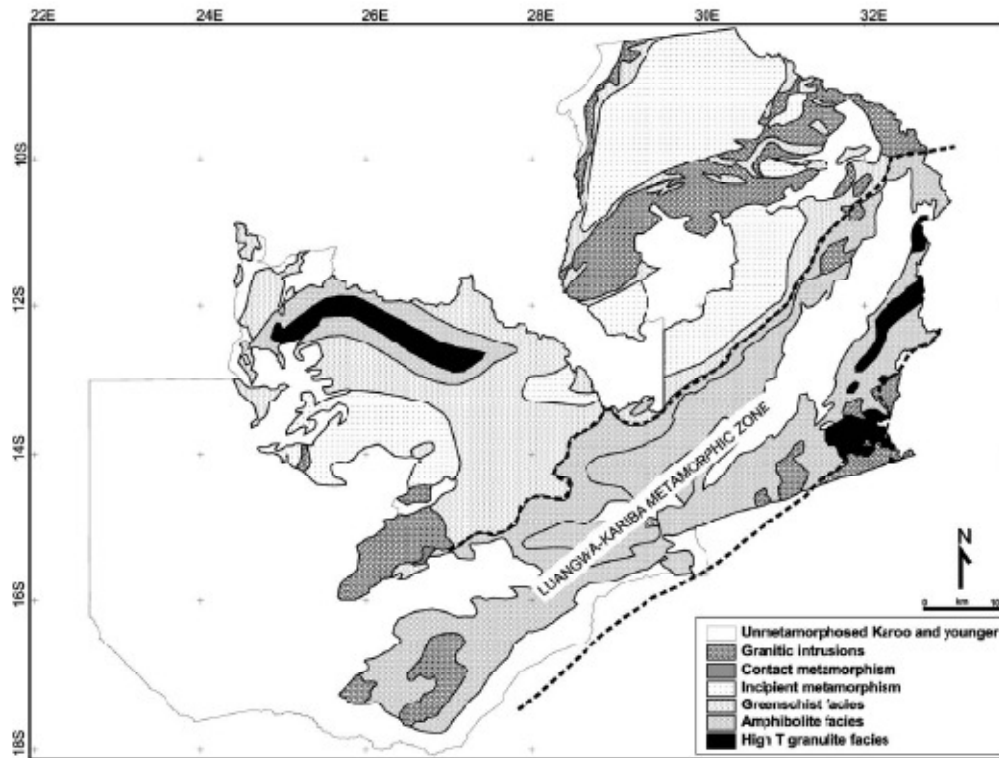 22E 24E 26E 28E 30E 32E
10S
12S
14S
16S
18S
LUANGWA-KARIBA METAMORPHIC ZONE
N
0 km 10
Unmetamorphosed Karoo and younger
Granitic intrusions
Contact metamorphism
Incipient metamorphism
Greenschist facies
Amphibolite facies
High T granulite facies